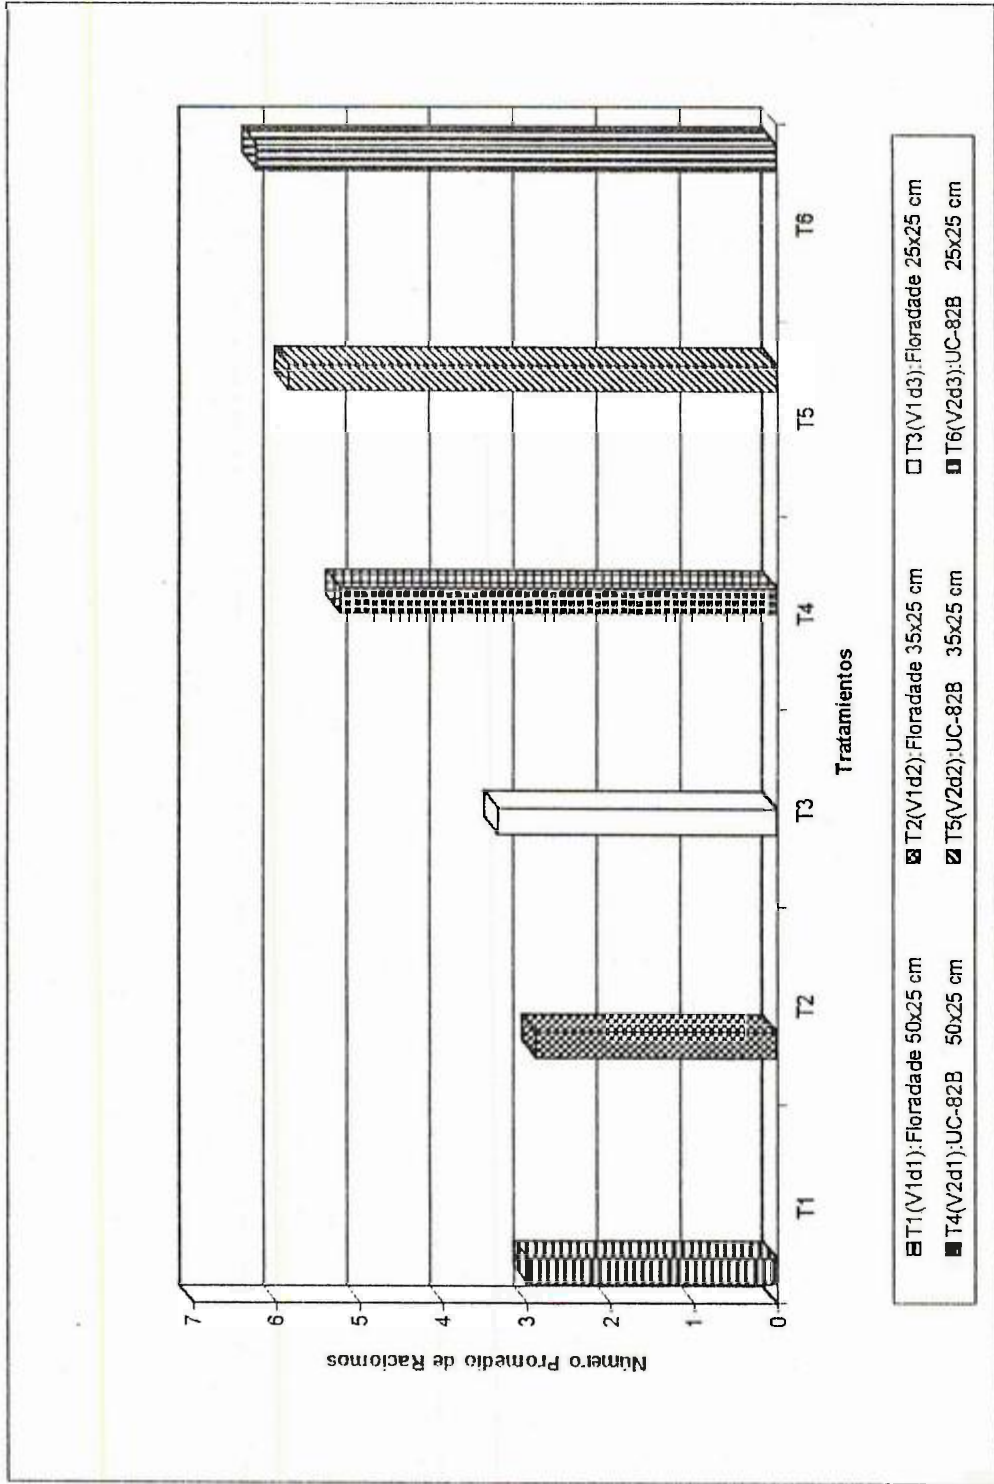 Número Promedio de Raciomos
7
6
5
4
3
2
1
0
T1 T2 T3 T4 T5 T6
Tratamientos
T1(V1d1):Floradade 50x25 cm T2(V1d2):Floradade 35x25 cm T3(V1d3):Floradade 25x25 cm
T4(V2d1):UC-82B 50x25 cm T5(V2d2):UC-82B 35x25 cm T6(V2d3):UC-82B 25x25 cm